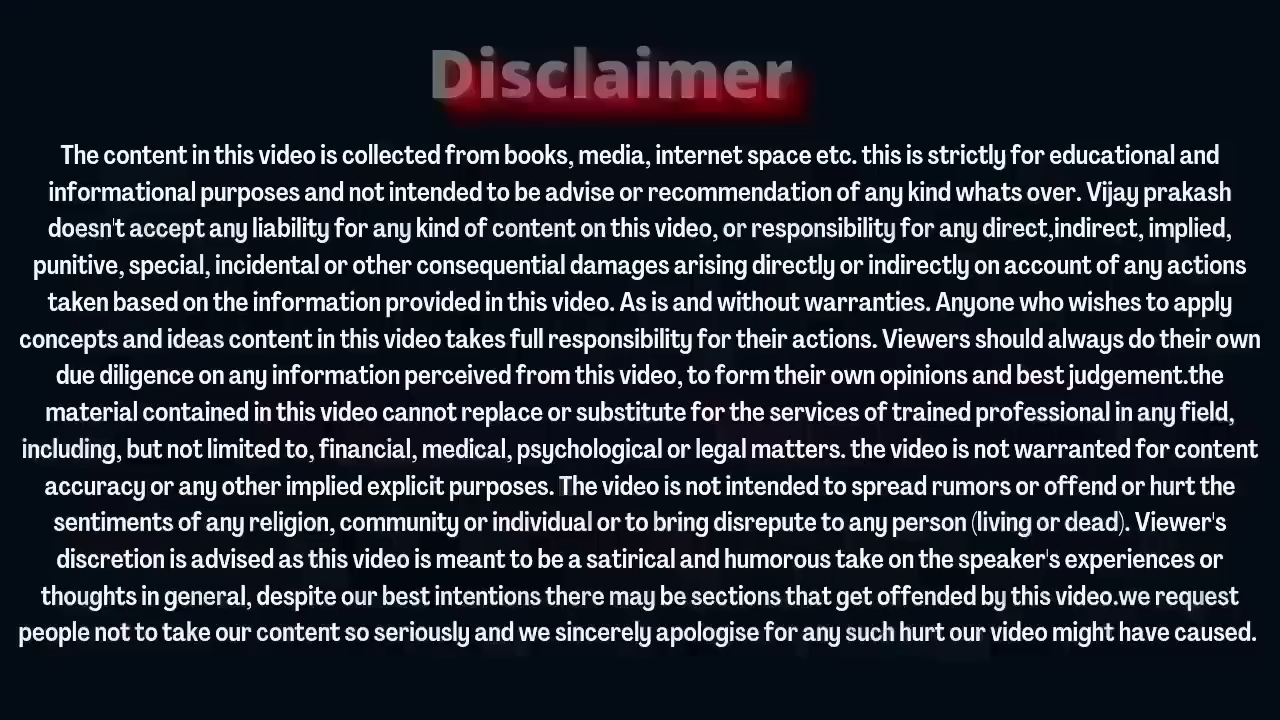 Disclaimer
The content in this video is collected from books, media, internet space etc. this is strictly for educational and
informational purposes and not intended to be advise or recommendation of any kind whats over. Vijay prakash
doesn't accept any liability for any kind of content on this video, or responsibility for any direct,indirect, implied,
punitive, special, incidental or other consequential damages arising directly or indirectly on account of any actions
taken based on the information provided in this video. As is and without warranties. Anyone who wishes to apply
concepts and ideas content in this video takes full responsibility for their actions. Viewers should always do their own
due diligence on any information perceived from this video, to form their own opinions and best judgement.the
material contained in this video cannot replace or substitute for the services of trained professional in any field,
including, but not limited to, financial, medical, psychological or legal matters. the video is not warranted for content
accuracy or any other implied explicit purposes. The video is not intended to spread rumors or offend or hurt the
sentiments of any religion, community or individual or to bring disrepute to any person (living or dead). Viewer's
discretion is advised as this video is meant to be a satirical and humorous take on the speaker's experiences or
thoughts in general, despite our best intentions there may be sections that get offended by this video.we request
people not to take our content so seriously and we sincerely apologise for any such hurt our video might have caused.